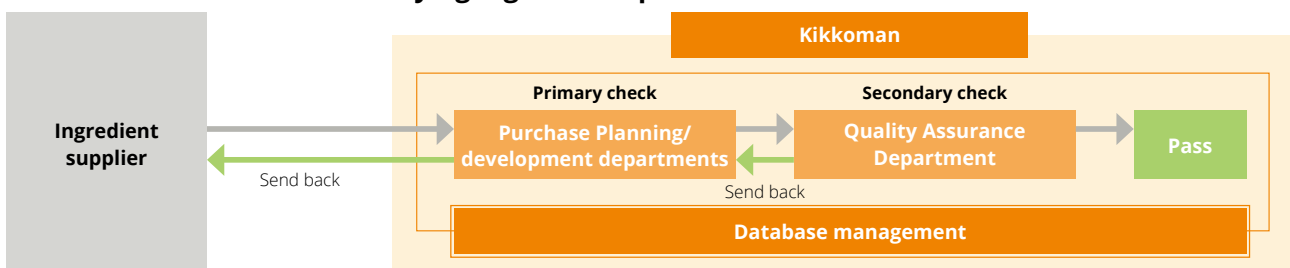 Kikkoman
Primary check
Secondary check
Ingredient
supplier
Purchase Planning/
development departments
Quality Assurance
Department
Pass
Send back
Send back
Database management